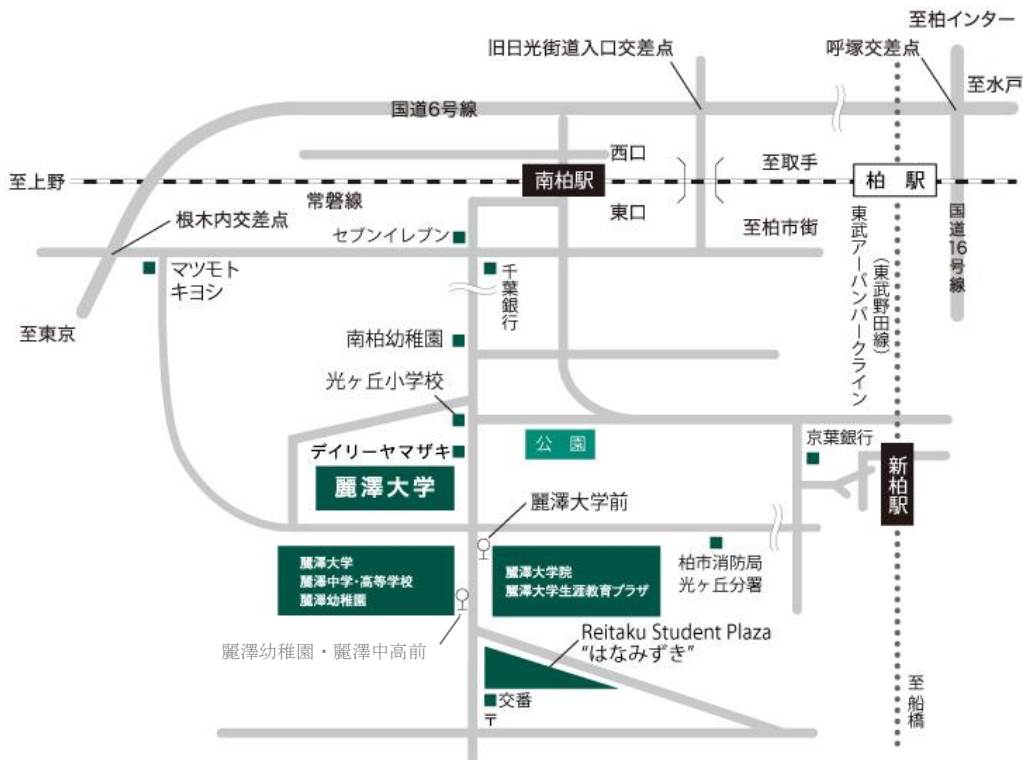 至柏インター
旧日光街道入口交差点
呼塚交差点
至水戸
国道6号線
西口
至取手
至上野
南柏駅
柏 駅
常磐線
東口
根木内交差点
至柏市街
国道16号線
東武アーバンパークライン
(東武野田線)
セブンイレブン
マツモト
キヨシ
千葉銀行
至東京
南柏幼稚園
光ヶ丘小学校
デイリーヤマザキ
公 園
京葉銀行
新柏駅
麗澤大学
麗澤大学前
麗澤大学
麗澤中学・高等学校
麗澤幼稚園
麗澤大学院
麗澤大学生涯教育プラザ
柏市消防局
光ヶ丘分署
麗澤幼稚園・麗澤中高前
Reitaku Student Plaza
“はなみずき”
至船橋
交番
〒